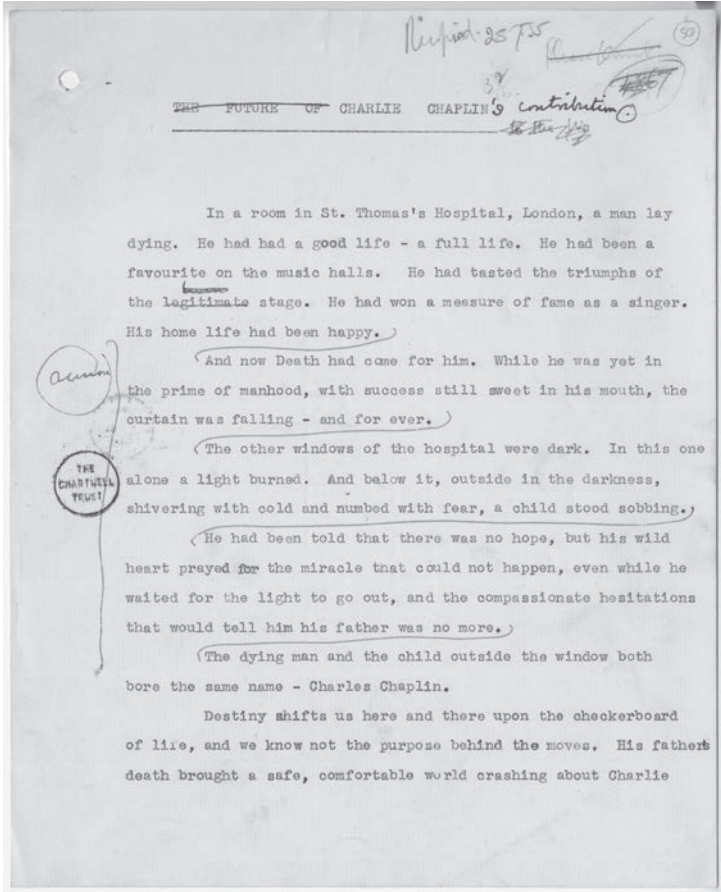 25 
50
THE FUTURE OF CHARLIE CHAPLIN's contribution.
In a room in St. Thomas's Hospital, London, a man lay
dying. He had had a good life - a full life. He had been a
favourite on the music halls. He had tasted the triumphs of
the legitimate stage. He had won a measure of fame as a singer.
His home life had been happy.
And now Death had come for him. While he was yet in
the prime of manhood, with success still sweet in his mouth, the
curtain was falling - and for ever.
The other windows of the hospital were dark. In this one
alone a light burned. And below it, outside in the darkness,
shivering with cold and numbed with fear, a child stood sobbing.
THE
CHARTWELL
TRUST
He had been told that there was no hope, but his wild
heart prayed for the miracle tnat could not happen, even while he
waited for the light to go out, and the compassionate hesitations
that would tell him his father was no more.
The dying man and the child outside the window both
bore the same name - Charles Chaplin.
Destiny shifts us here and there upon the checkerboard
of life, and we know not the purpose behind the moves. His fathers
death brought a safe, comfortable world crashing about Charlie